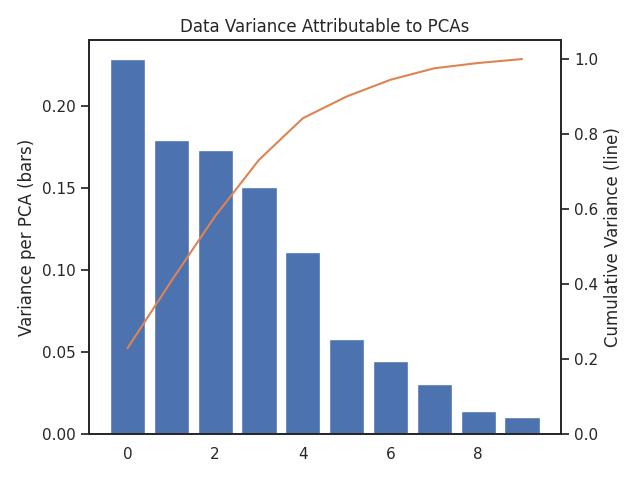 Data Variance Attributable to PCAs
Variance per PCA (bars)
0.20
0.15
0.10
0.05
0.00
0 2 4 6 8
1.0
0.8
0.6
0.4
0.2
0.0
Cumulative Variance (line)